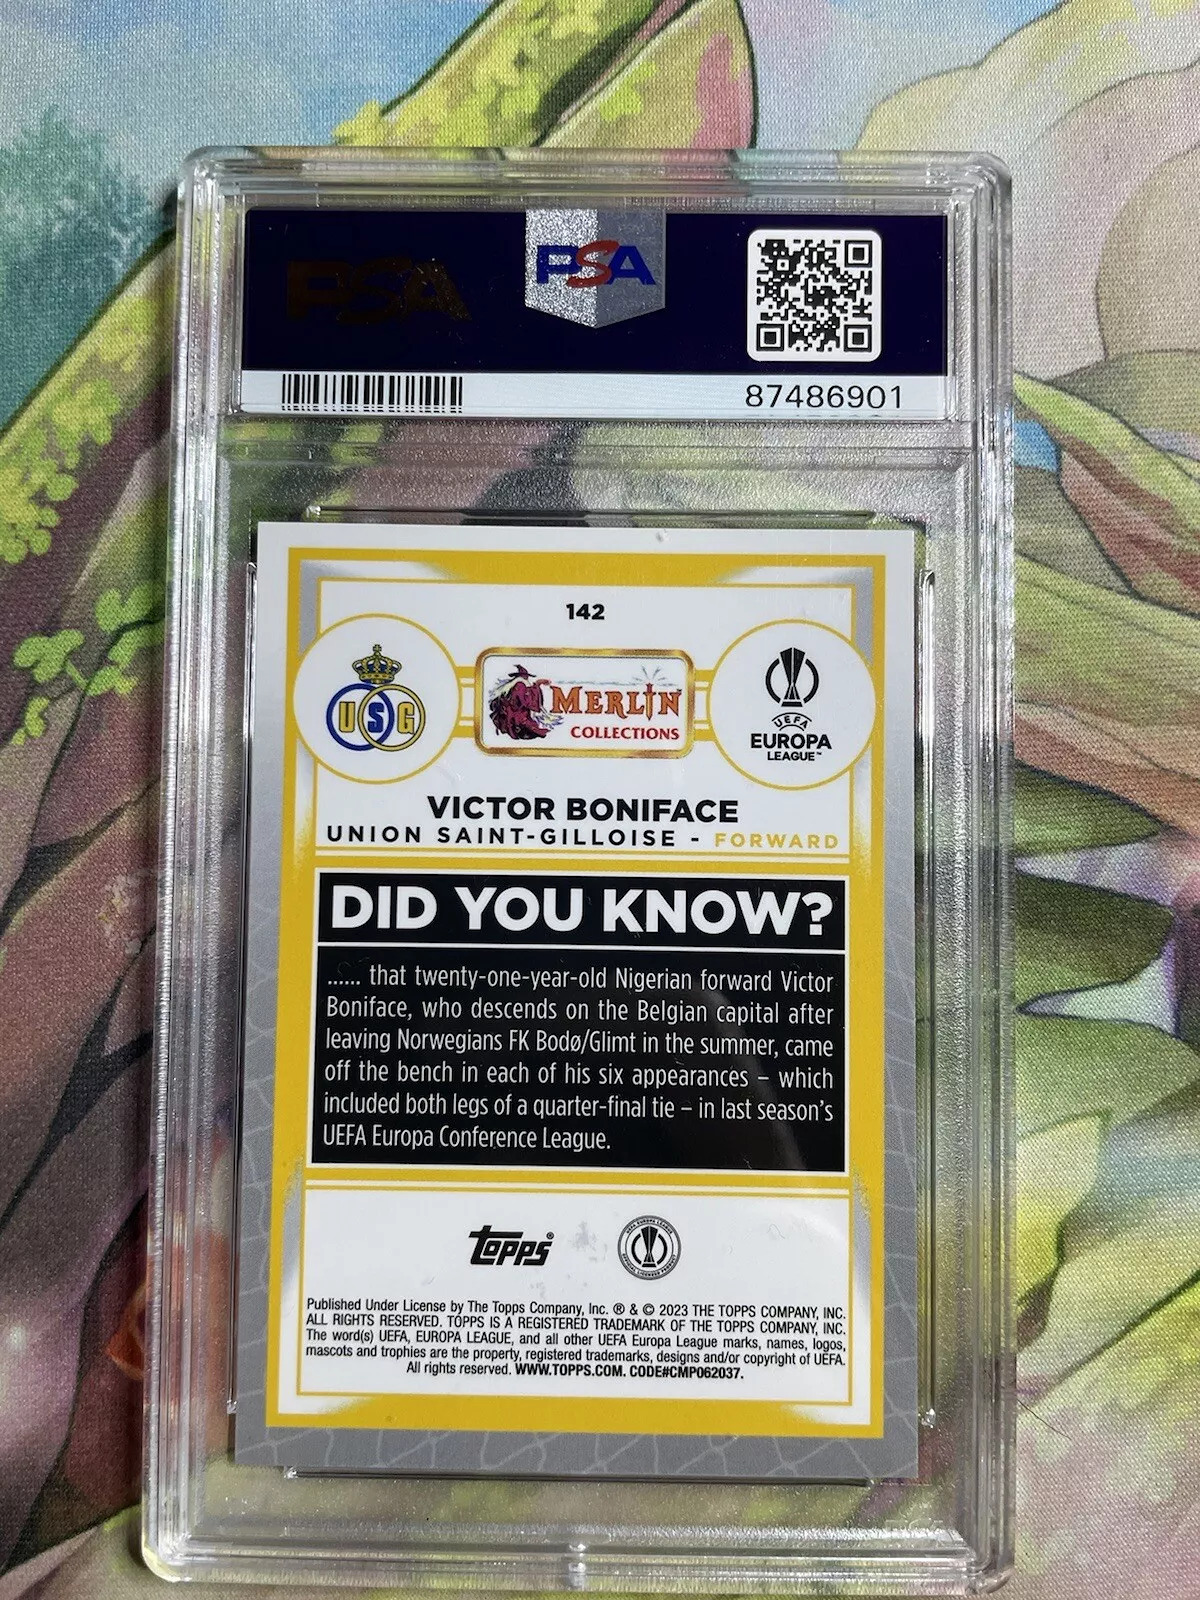 PSA
PSA
87486901
142
USG
MERLIN
COLLECTIONS
UEFA
EUROPA
LEAGUE™
VICTOR BONIFACE
UNION SAINT-GILLOISE - FORWARD
DID YOU KNOW?
...... that twenty-one-year-old Nigerian forward Victor
Boniface, who descends on the Belgian capital after
leaving Norwegians FK Bodø/Glimt in the summer, came
off the bench in each of his six appearances – which
included both legs of a quarter-final tie – in last season's
UEFA Europa Conference League.
topps®
Published Under License by The Topps Company, Inc. ® & © 2023 THE TOPPS COMPANY, INC.
ALL RIGHTS RESERVED. TOPPS IS A REGISTERED TRADEMARK OF THE TOPPS COMPANY, INC.
The word(s) UEFA, EUROPA LEAGUE, and all other UEFA Europa League marks, names, logos,
mascots and trophies are the property, registered trademarks, designs and/or copyright of UEFA.
All rights reserved. WWW.TOPPS.COM. CODE#CMP062037.